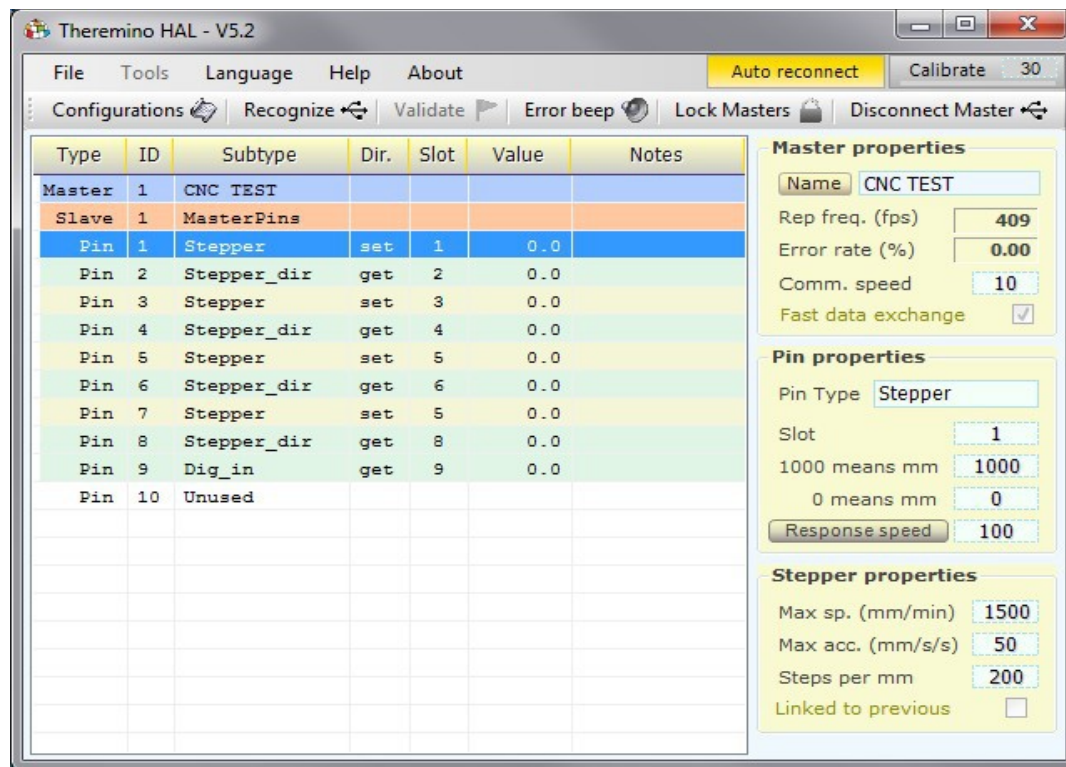 Theremino HAL - V5.2
File Tools Language Help About Auto reconnect Calibrate 30
Configurations Recognize Validate Error beep Lock Masters Disconnect Master
Type ID Subtype Dir. Slot Value Notes
Master 1 CNC TEST
Slave 1 MasterPins
Pin 1 Stepper set 1 0.0
Pin 2 Stepper_dir get 2 0.0
Pin 3 Stepper set 3 0.0
Pin 4 Stepper_dir get 4 0.0
Pin 5 Stepper set 5 0.0
Pin 6 Stepper_dir get 6 0.0
Pin 7 Stepper set 5 0.0
Pin 8 Stepper_dir get 8 0.0
Pin 9 Dig_in get 9 0.0
Pin 10 Unused
Master properties
Name CNC TEST
Rep freq. (fps) 409
Error rate (%) 0.00
Comm. speed 10
Fast data exchange
Pin properties
Pin Type Stepper
Slot 1
1000 means mm 1000
0 means mm 0
Response speed 100
Stepper properties
Max sp. (mm/min) 1500
Max acc. (mm/s/s) 50
Steps per mm 200
Linked to previous